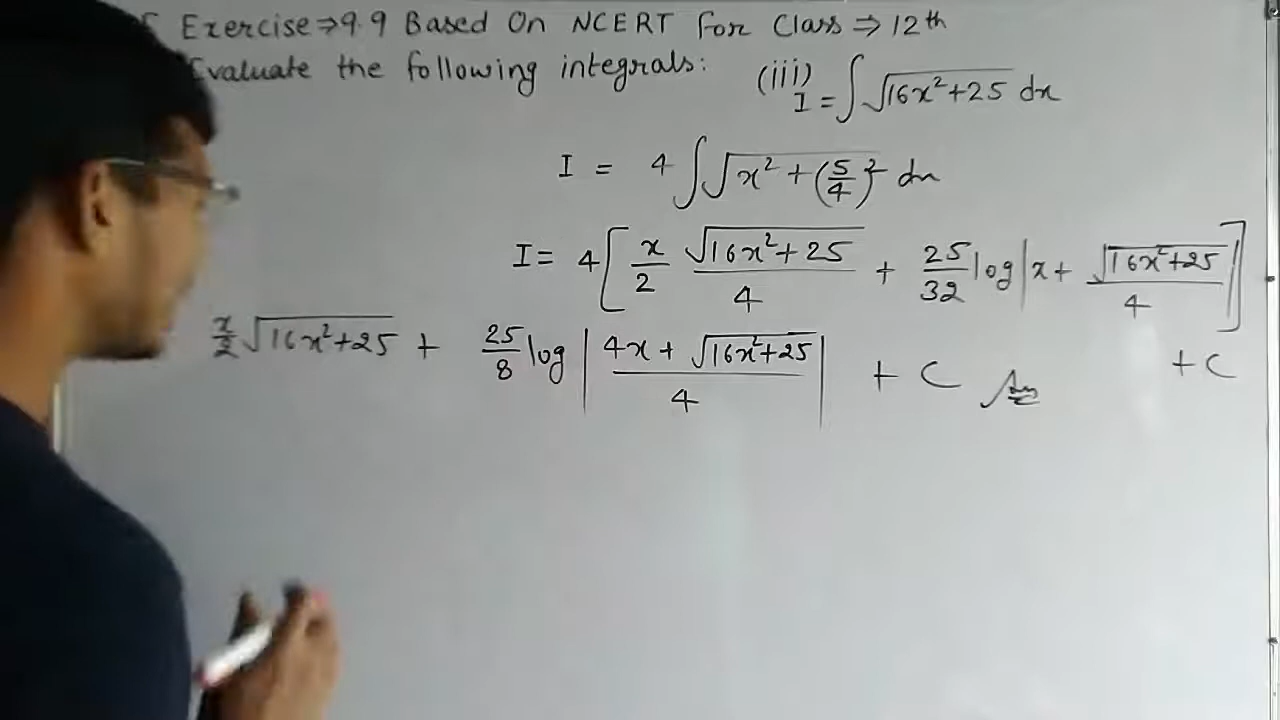 Exercise⇒9.9 Based On NCERT For Class ⇒ 12th
Evaluate the following integrals: (iii) I = ∫√(16x²+25) dx
I = 4 ∫√(x² + (5/4)²) dx
I = 4[x/2 √(16x²+25)/4 + 25/32 log|x + √(16x²+25)/4|]
+ C
x/2 √(16x²+25) + 25/8 log|(4x + √(16x²+25))/4| + C Ans